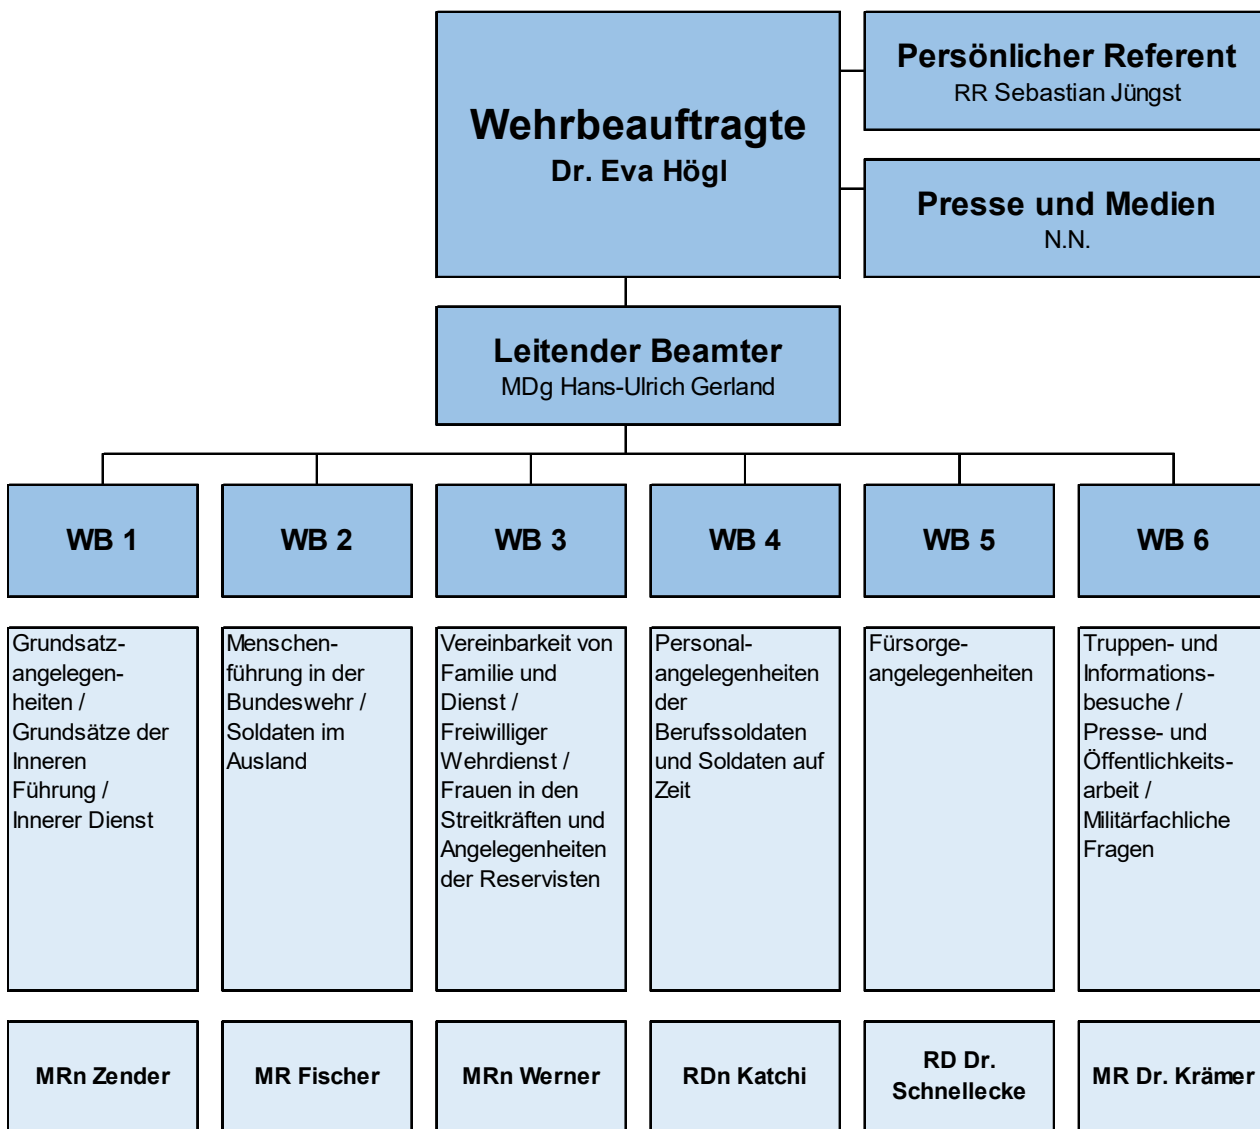 Wehrbeauftragte
Dr. Eva Högl
Persönlicher Referent
RR Sebastian Jüngst
Presse und Medien
N.N.
Leitender Beamter
MDg Hans-Ulrich Gerland
WB 1
WB 2
WB 3
WB 4
WB 5
WB 6
Grundsatz-
angelegen-
heiten /
Grundsätze der
Inneren
Führung /
Innerer Dienst
Menschen-
führung in der
Bundeswehr /
Soldaten im
Ausland
Vereinbarkeit von
Familie und
Dienst /
Freiwilliger
Wehrdienst /
Frauen in den
Streitkräften und
Angelegenheiten
der Reservisten
Personal-
angelegenheiten
der
Berufssoldaten
und Soldaten auf
Zeit
Fürsorge-
angelegenheiten
Truppen- und
Informations-
besuche /
Presse- und
Öffentlichkeits-
arbeit /
Militärfachliche
Fragen
MRn Zender
MR Fischer
MRn Werner
RDn Katchi
RD Dr.
Schnellecke
MR Dr. Krämer